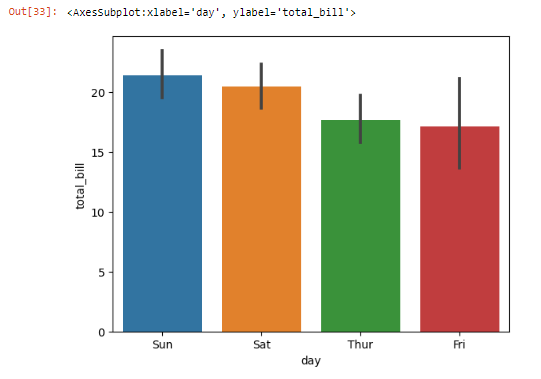 Out[33]: <AxesSubplot:xlabel='day', ylabel='total_bill'>
20
15
10
5
0
total_bill
Sun Sat Thur Fri
day